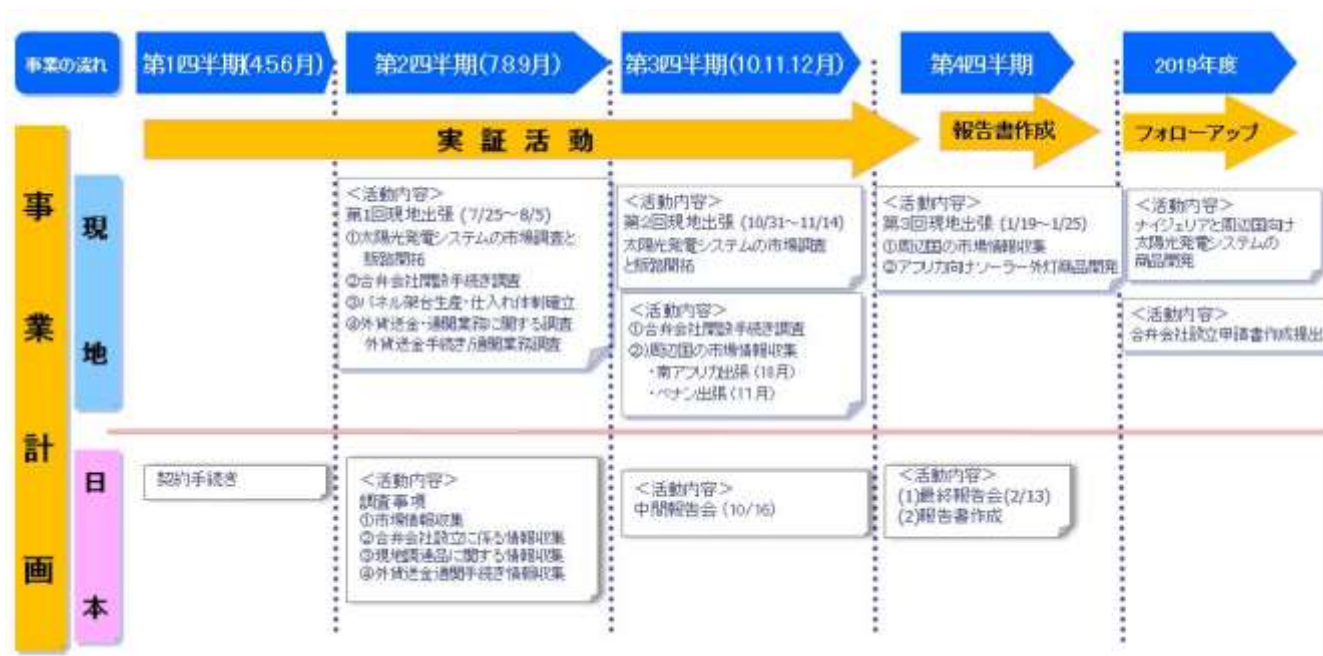 事業の流れ
第1四半期(4.5.6月)
第2四半期(7.8.9月)
第3四半期(10.11.12月)
第4四半期
2019年度
実証活動
報告書作成
フォローアップ
事業計画
現地
<活動内容>
第1回現地出張 (7/25~8/5)
①太陽光発電システムの市場調査と
販路開拓
②合弁会社開設手続き調査
③パネル架台生産・仕入れ体制確立
④外貨送金・通関業務に関する調査
外貨送金手続き/通関業務調査
<活動内容>
第2回現地出張 (10/31~11/14)
太陽光発電システムの市場調査
と販路開拓
<活動内容>
①合弁会社開設手続き調査
②)周辺国の市場情報収集
・南アフリカ出張 (10月)
・ベナン出張 (11月)
<活動内容>
第3回現地出張 (1/19~1/25)
①周辺国の市場情報収集
②アフリカ向けソーラー外灯商品開発
<活動内容>
ナイジェリアと周辺国向け
太陽光発電システムの
商品開発
<活動内容>
合弁会社設立申請書作成提出
日本
契約手続き
<活動内容>
調査事項
①市場情報収集
②合弁会社設立に係る情報収集
③現地調達品に関する情報収集
④外貨送金通関手続き情報収集
<活動内容>
中間報告会 (10/16)
<活動内容>
(1)最終報告会(2/13)
(2)報告書作成